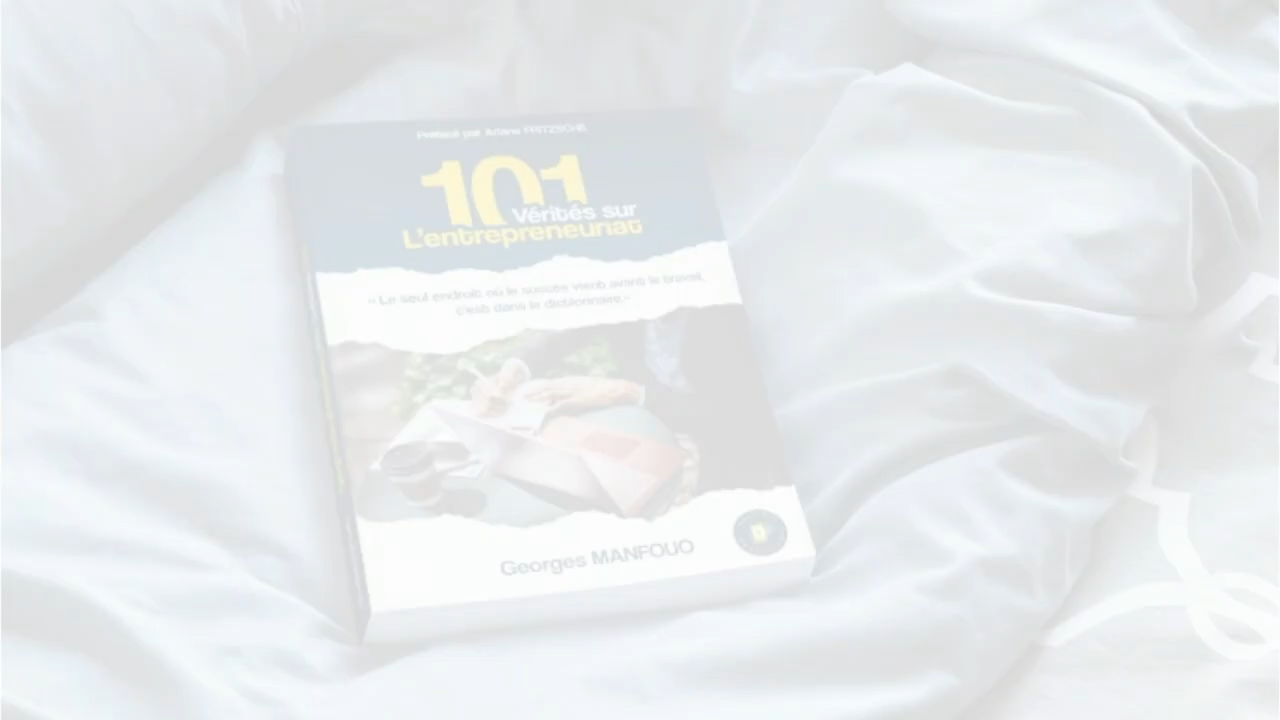 Préfacé par Ariane FRITZSCHE
101
Vérités sur
L'entrepreneuriat
« Le seul endroit où le succès vient avant le travail,
c'est dans le dictionnaire.»
Georges MANFOUO